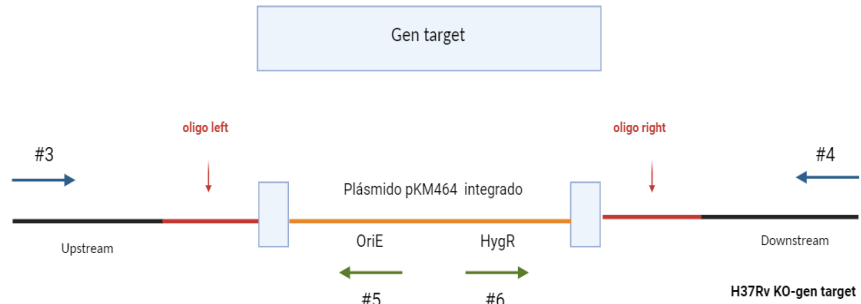 Gen target
oligo left
oligo right
#3
#4
Plásmido pKM464 integrado
Upstream
OriE
HygR
Downstream
#5
#6
H37Rv KO-gen target